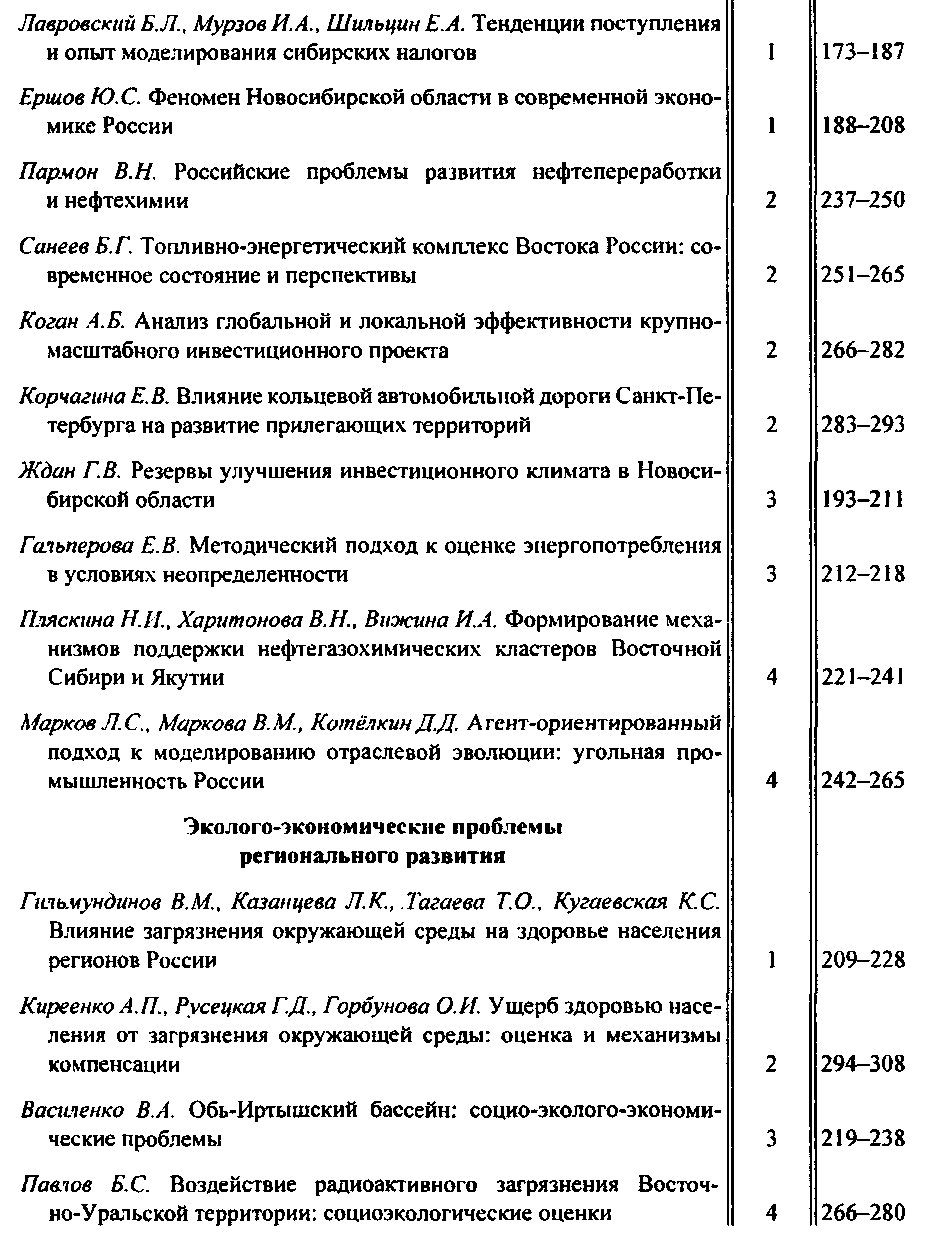 Лавровский Б.Л., Мурзов И.А., Шильцин Е.А. Тенденции поступления
и опыт моделирования сибирских налогов 1 173–187
Ершов Ю.С. Феномен Новосибирской области в современной эконо-
мике России 1 188–208
Пармон В.Н. Российские проблемы развития нефтепереработки
и нефтехимии 2 237–250
Санеев Б.Г. Топливно-энергетический комплекс Востока России: со-
временное состояние и перспективы 2 251–265
Коган А.Б. Анализ глобальной и локальной эффективности крупно-
масштабного инвестиционного проекта 2 266–282
Корчагина Е.В. Влияние кольцевой автомобильной дороги Санкт-Пе-
тербурга на развитие прилегающих территорий 2 283–293
Ждан Г.В. Резервы улучшения инвестиционного климата в Новоси-
бирской области 3 193–211
Гальперова Е.В. Методический подход к оценке энергопотребления
в условиях неопределенности 3 212–218
Пляскина Н.И., Харитонова В.Н., Вижина И.А. Формирование меха-
низмов поддержки нефтегазохимических кластеров Восточной
Сибири и Якутии 4 221–241
Марков Л.С., Маркова В.М., Котёлкин Д.Д. Агент-ориентированный
подход к моделированию отраслевой эволюции: угольная про-
мышленность России 4 242–265
Эколого-экономические проблемы
регионального развития
Гильмундинов В.М., Казанцева Л.К., Тагаева Т.О., Кугаевская К.С.
Влияние загрязнения окружающей среды на здоровье населения
регионов России 1 209–228
Киреенко А.П., Русецкая Г.Д., Горбунова О.И. Ущерб здоровью насе-
ления от загрязнения окружающей среды: оценка и механизмы
компенсации 2 294–308
Василенко В.А. Обь-Иртышский бассейн: социо-эколого-экономи-
ческие проблемы 3 219–238
Павлов Б.С. Воздействие радиоактивного загрязнения Восточ-
но-Уральской территории: социоэкологические оценки 4 266–280